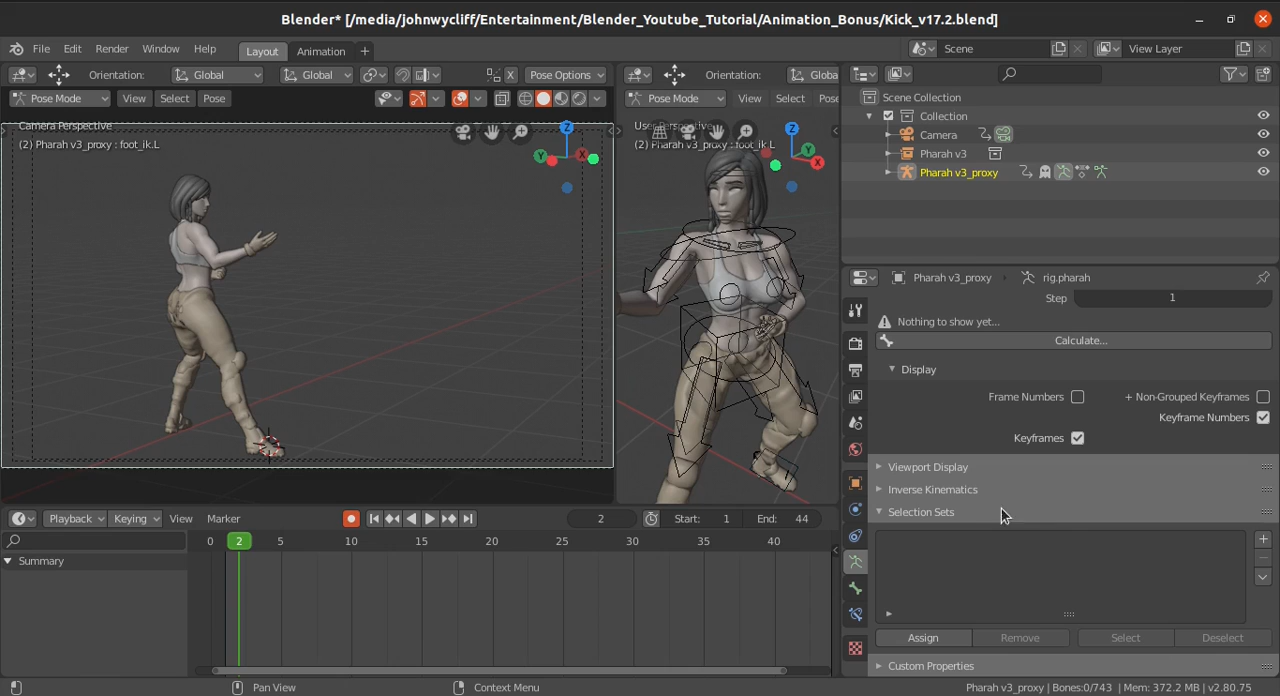 Blender* [/media/johnwycliff/Entertainment/Blender_Youtube_Tutorial/Animation_Bonus/Kick_v17.2.blend]
File Edit Render Window Help Layout Animation + Scene View Layer
Orientation: Global Global X Pose Options
Orientation: Globa
Pose Mode View Select Pose
Pose Mode View Select Pose
Camera Perspective
(2) Pharah v3_proxy : foot_ik.L
Z Y X
User Perspective
(2) Pharah v3_proxy : foot_ik.L
Z Y X
Scene Collection
Collection
Camera
Pharah v3
Pharah v3_proxy
Pharah v3_proxy rig.pharah
Step 1
Nothing to show yet...
Calculate...
Display
Frame Numbers + Non-Grouped Keyframes
Keyframe Numbers
Keyframes
Viewport Display
Inverse Kinematics
Selection Sets
Assign Remove Select Deselect
Custom Properties
Playback Keying View Marker 2 Start: 1 End: 44
0 2 5 10 15 20 25 30 35 40
Summary
Pan View Context Menu Pharah v3_proxy | Bones:0/743 | Mem: 372.2 MB | v2.80.75